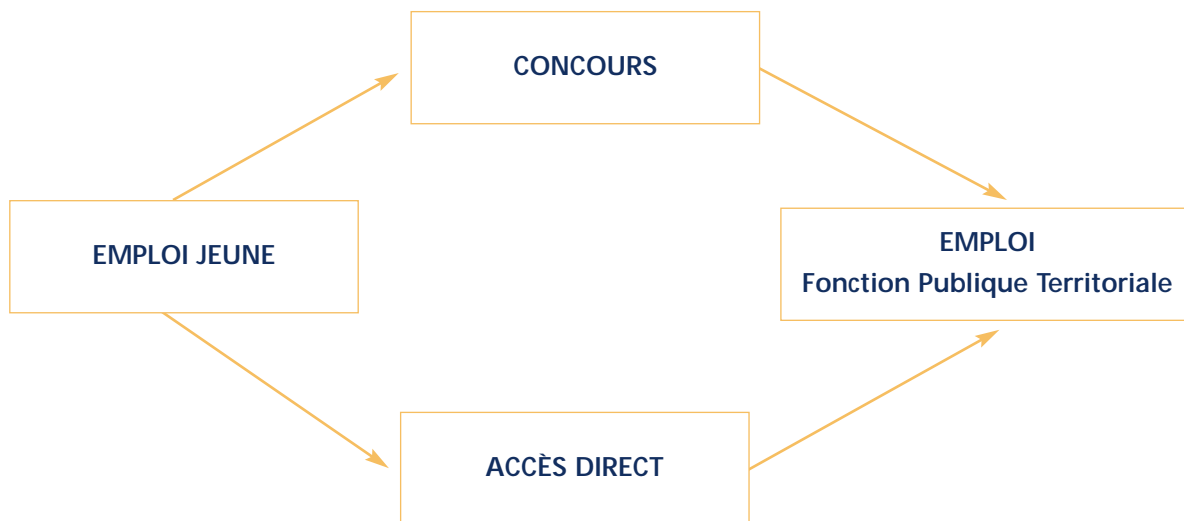 CONCOURS
EMPLOI JEUNE
EMPLOI
Fonction Publique Territoriale
ACCÈS DIRECT